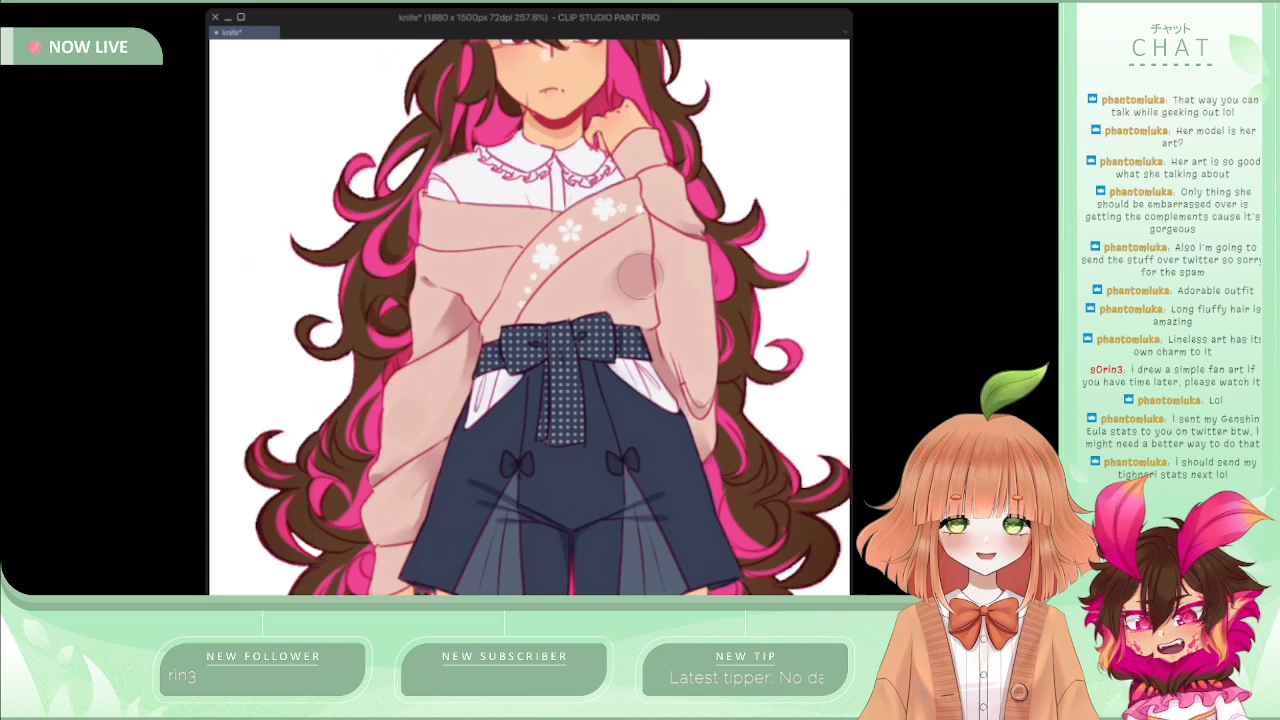 knife* (1880 x 1500px 72dpi 257.8%) - CLIP STUDIO PAINT PRO
knife*
NOW LIVE
チャット
CHAT
phantomluka: That way you can
talk while geeking out lol
phantomluka: Her model is her
art?
phantomluka: Her art is so good
what she talking about
phantomluka: Only thing she
should be embarrassed over is
getting the complements cause it's
gorgeous
phantomluka: Also i'm going to
send the stuff over twitter so sorry
for the spam
phantomluka: Adorable outfit
phantomluka: Long fluffy hair is
amazing
phantomluka: Lineless art has its
own charm to it
s0rin3: I drew a simple fan art If
you have time later, please watch it
phantomluka: Lol
phantomluka: I sent my Genshin
Eula stats to you on twitter btw, I
might need a better way to do that
phantomluka: I should send my
tighnari stats next lol
NEW FOLLOWER
rin3
NEW SUBSCRIBER
NEW TIP
Latest tipper: No da